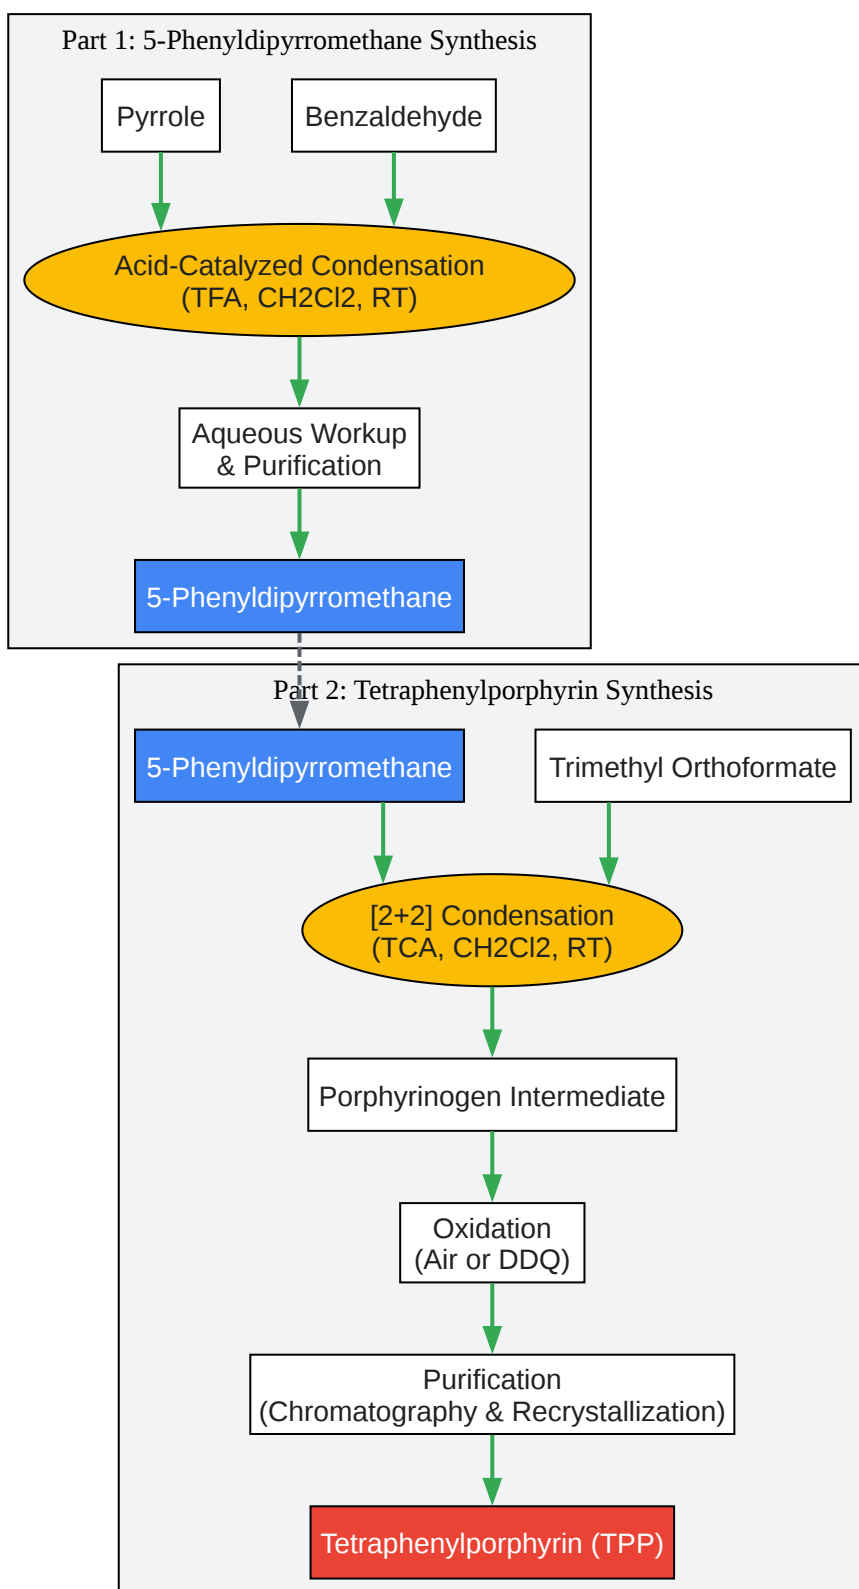 Part 1: 5-Phenyldipyrromethane Synthesis
Pyrrole
Benzaldehyde
Acid-Catalyzed Condensation
(TFA, CH2Cl2, RT)
Aqueous Workup
& Purification
5-Phenyldipyrromethane
Part 2: Tetraphenylporphyrin Synthesis
5-Phenyldipyrromethane
Trimethyl Orthoformate
[2+2] Condensation
(TCA, CH2Cl2, RT)
Porphyrinogen Intermediate
Oxidation
(Air or DDQ)
Purification
(Chromatography & Recrystallization)
Tetraphenylporphyrin (TPP)